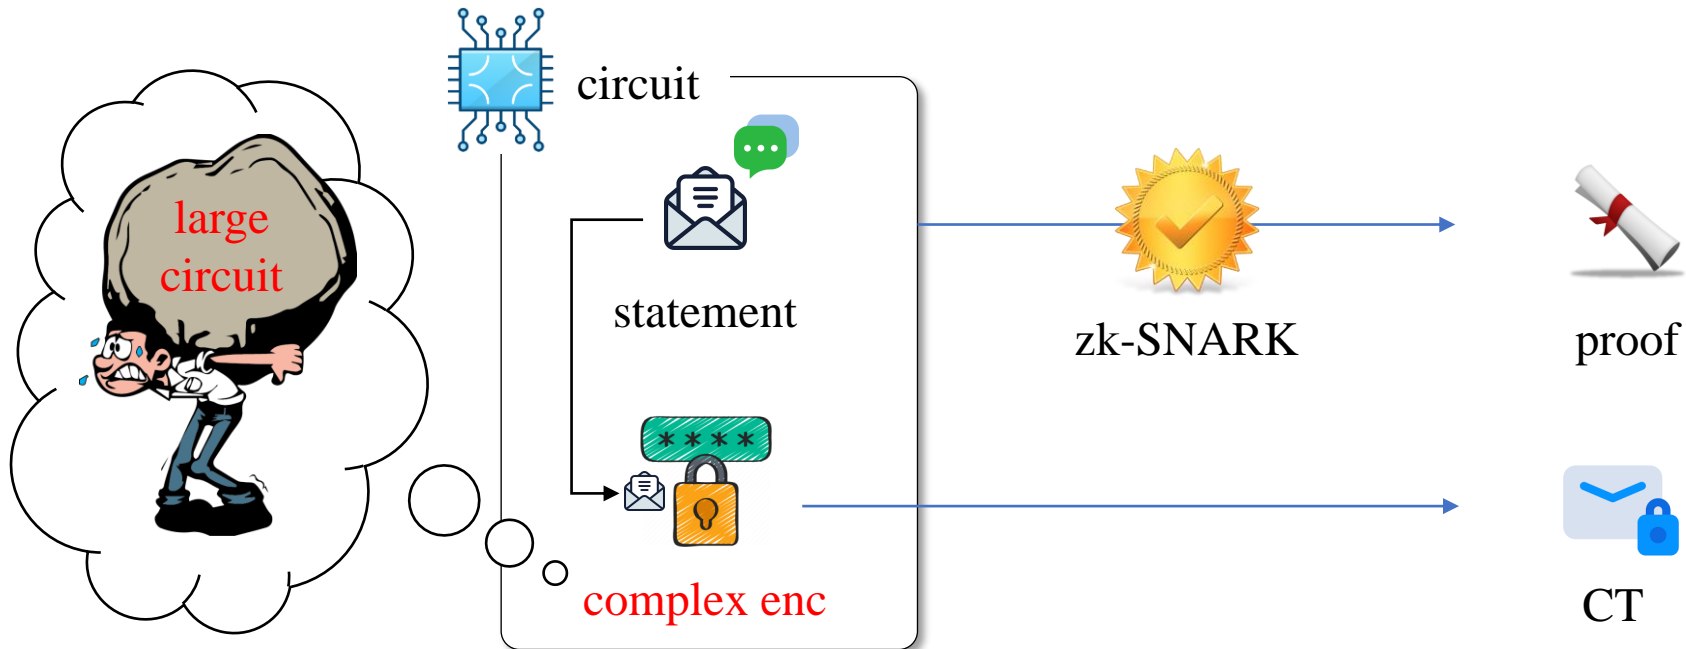 circuit
large
circuit
statement
zk-SNARK
proof
****
complex enc
CT